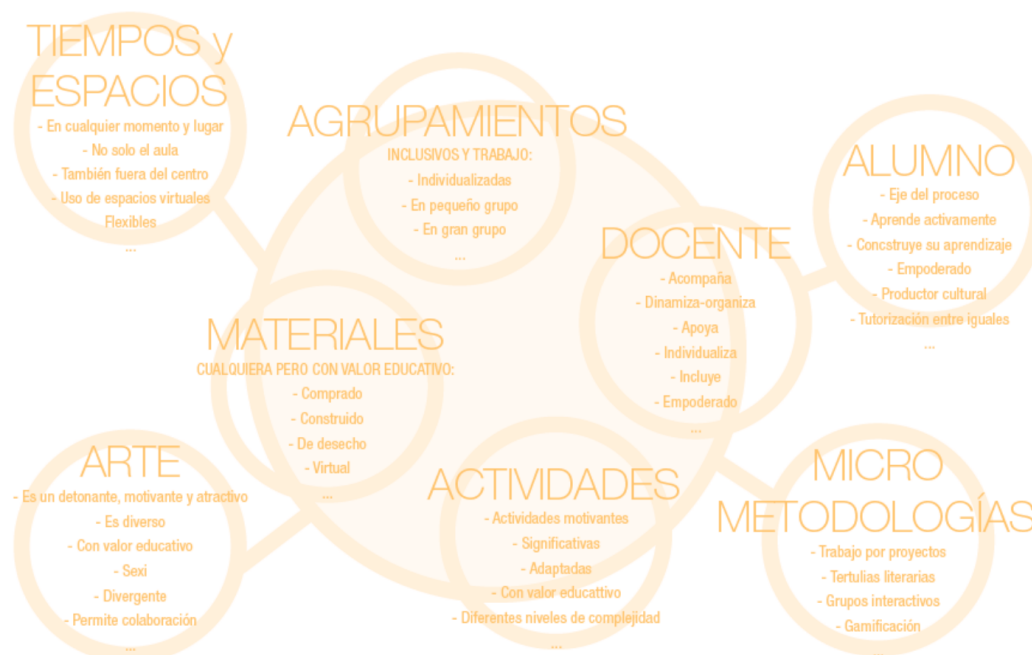 TIEMPOS y
ESPACIOS
- En cualquier momento y lugar
- No solo el aula
- También fuera del centro
- Uso de espacios virtuales
Flexibles
...
AGRUPAMIENTOS
INCLUSIVOS Y TRABAJO:
- Individualizadas
- En pequeño grupo
- En gran grupo
...
ALUMNO
- Eje del proceso
- Aprende activamente
- Concstruye su aprendizaje
- Empoderado
- Productor cultural
- Tutorización entre iguales
...
DOCENTE
- Acompaña
- Dinamiza-organiza
- Apoya
- Individualiza
- Incluye
- Empoderado
...
MATERIALES
CUALQUIERA PERO CON VALOR EDUCATIVO:
- Comprado
- Construido
- De desecho
- Virtual
...
ARTE
- Es un detonante, motivante y atractivo
- Es diverso
- Con valor educativo
- Sexi
- Divergente
- Permite colaboración
...
ACTIVIDADES
- Actividades motivantes
- Significativas
- Adaptadas
- Con valor educattivo
- Diferentes niveles de complejidad
...
MICRO
METODOLOGÍAS
- Trabajo por proyectos
- Tertulias literarias
- Grupos interactivos
- Gamificación